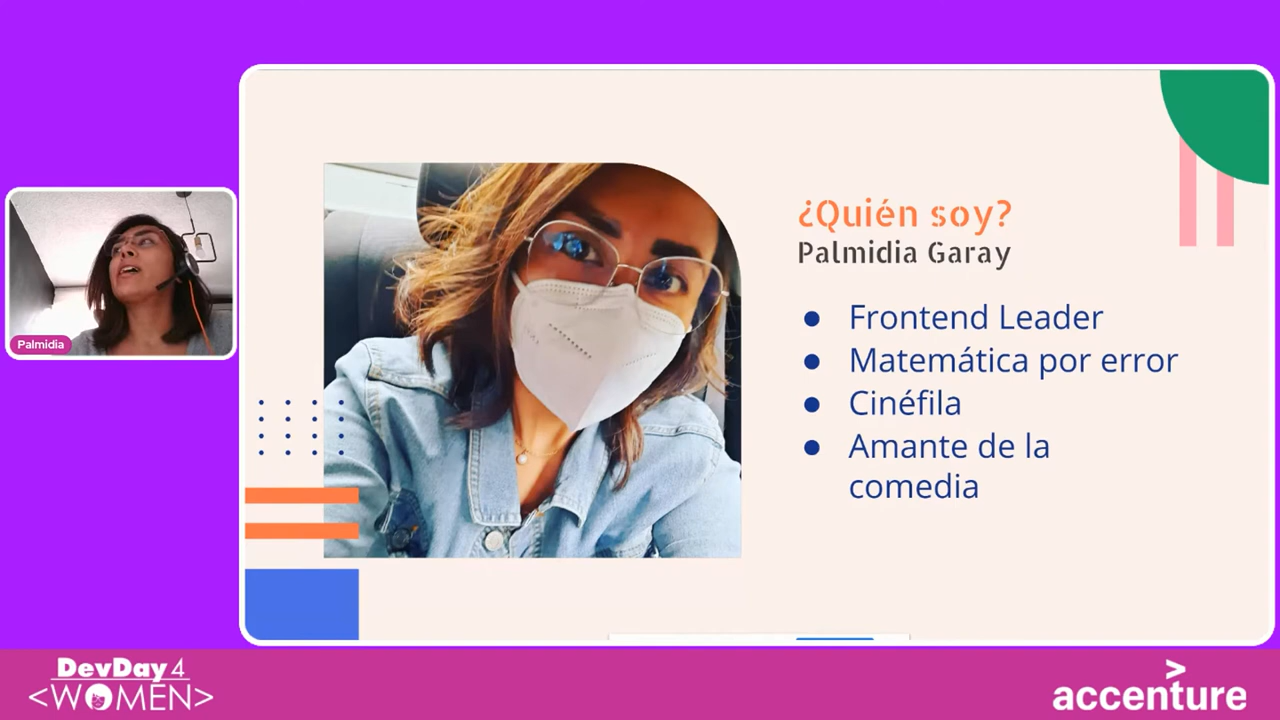 ¿Quién soy?
Palmidia Garay
Frontend Leader
Matemática por error
Cinéfila
Amante de la
comedia
Palmidia
DevDay4
<WOMEN>
>
accenture